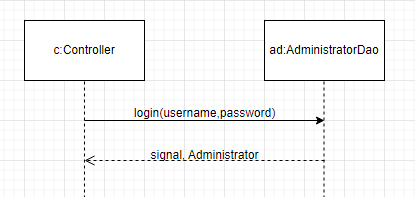 c:Controller
ad:AdministratorDao
login(username,password)
signal, Administrator